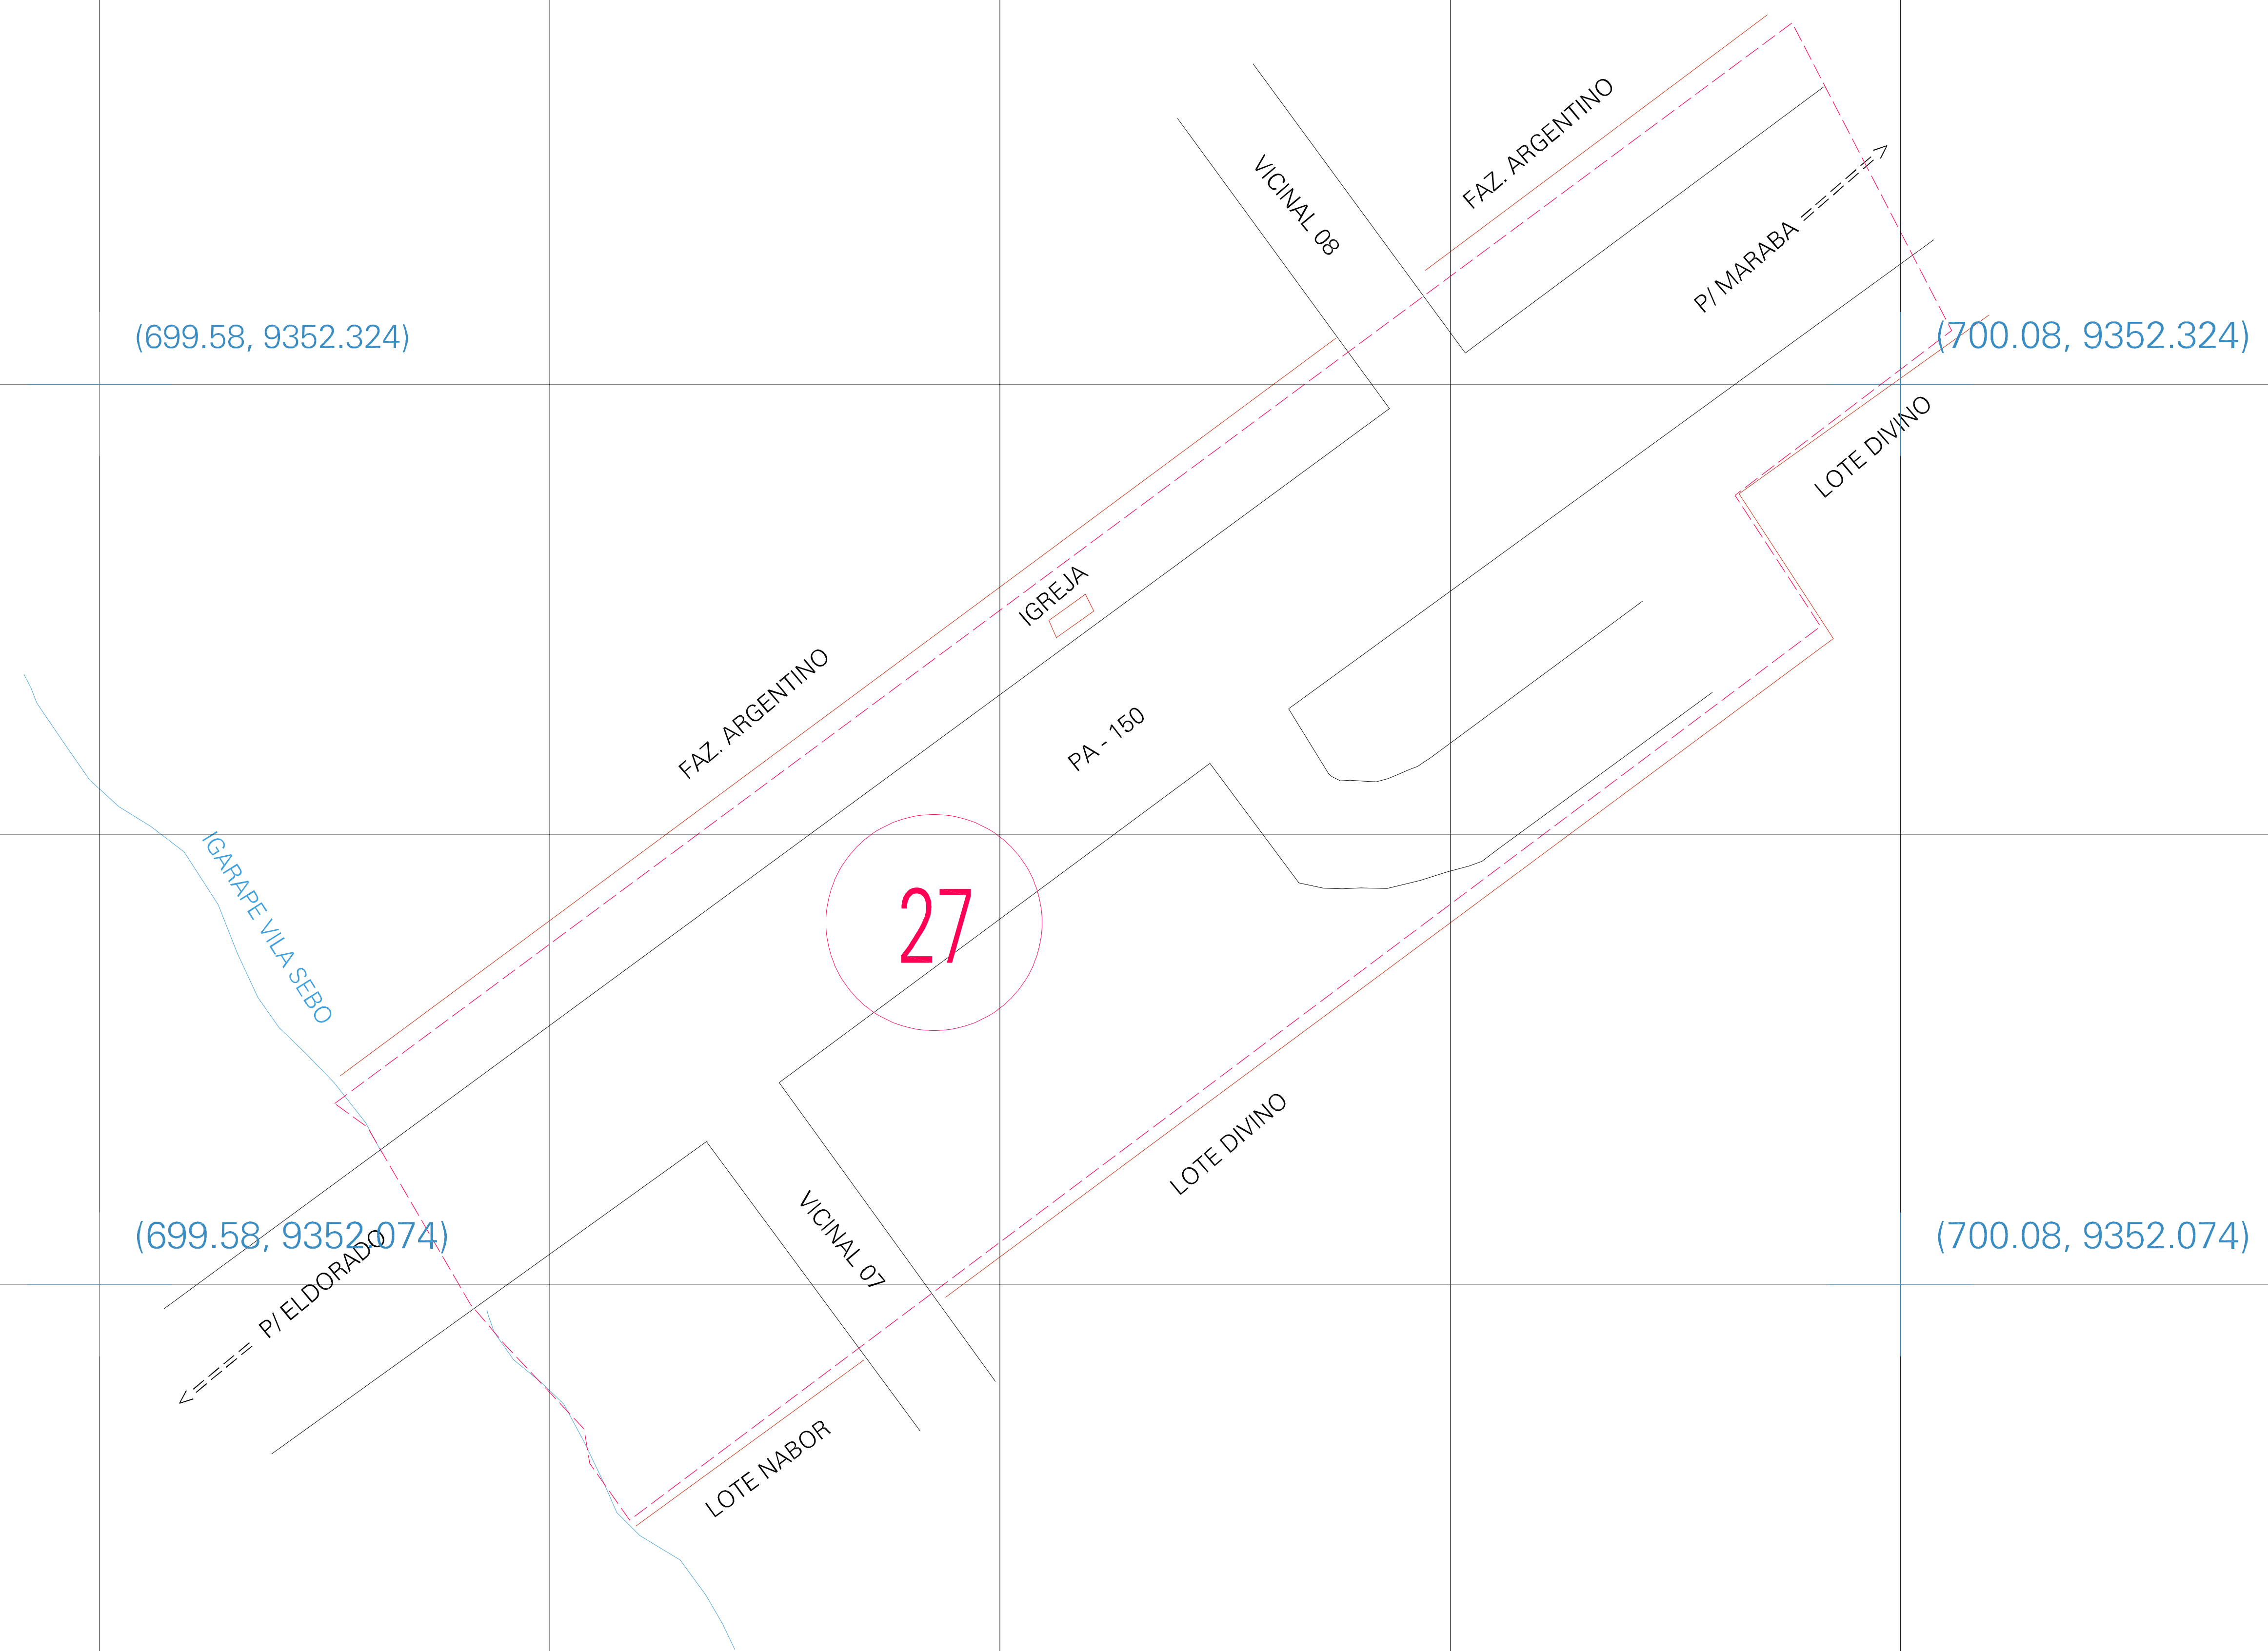 FAZ. ARGENTINO
VICINAL 08
P/ MARABA
(699.58, 9352.324)
(700.08, 9352.324)
LOTE DIVINO
IGREJA
FAZ. ARGENTINO
PA - 150
IGARAPE VILA SEBO
27
LOTE DIVINO
(699.58, 9352.074)
(700.08, 9352.074)
VICINAL 07
P/ ELDORADO
LOTE NABOR